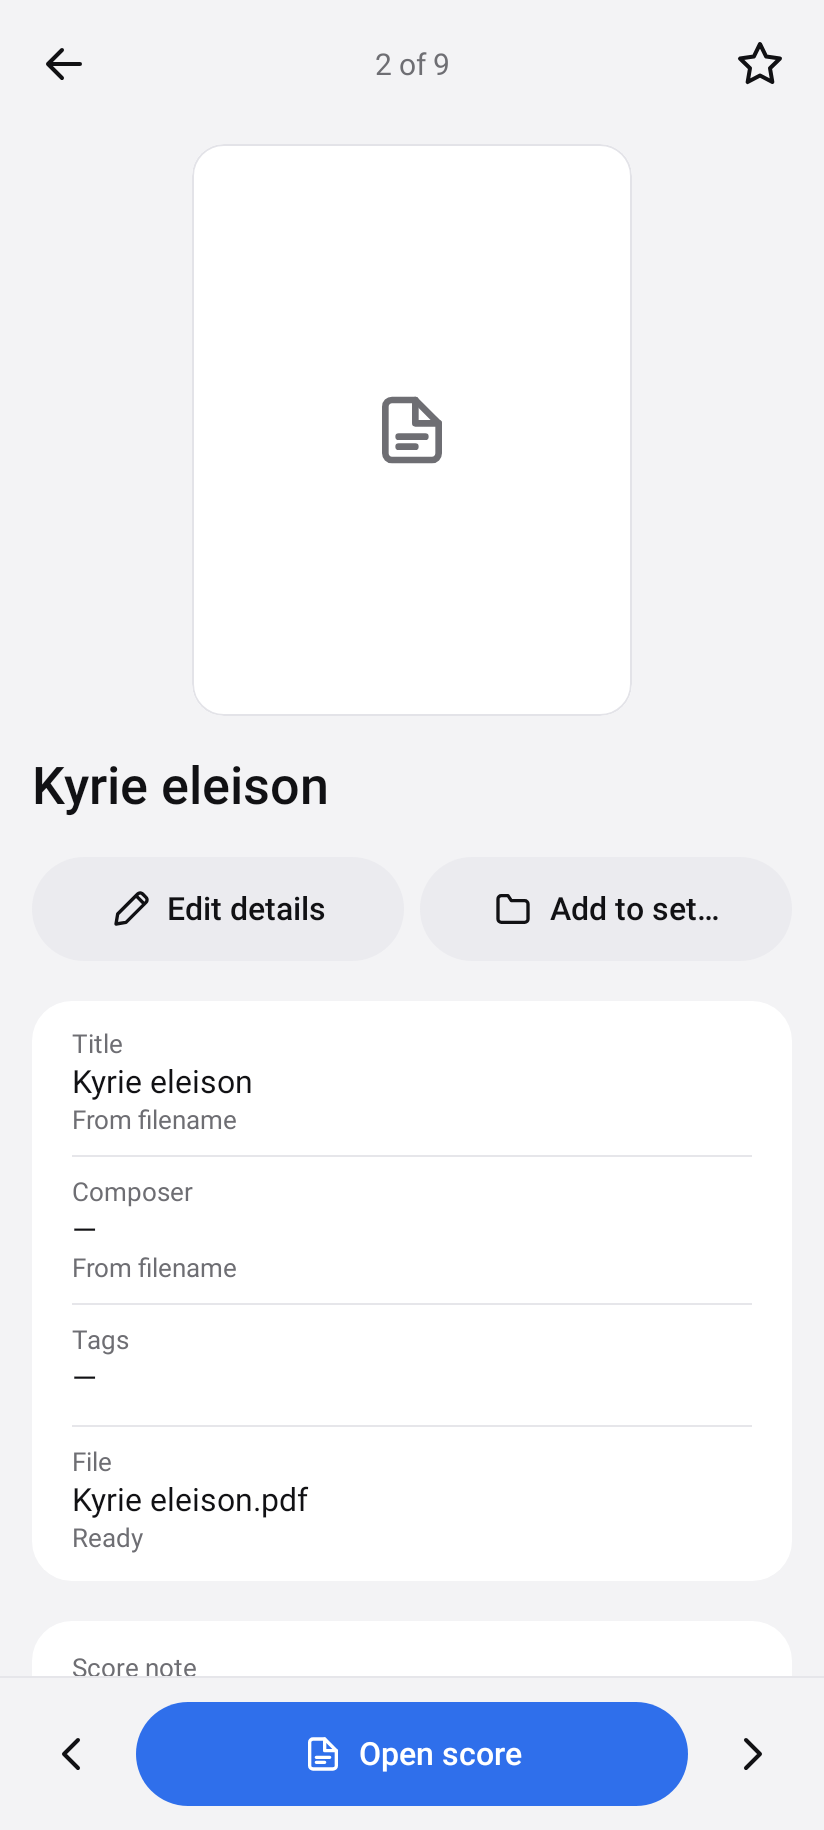 2 of 9
Kyrie eleison
Edit details
Add to set...
Title
Kyrie eleison
From filename
Composer
—
From filename
Tags
—
File
Kyrie eleison.pdf
Ready
Score note
Open score